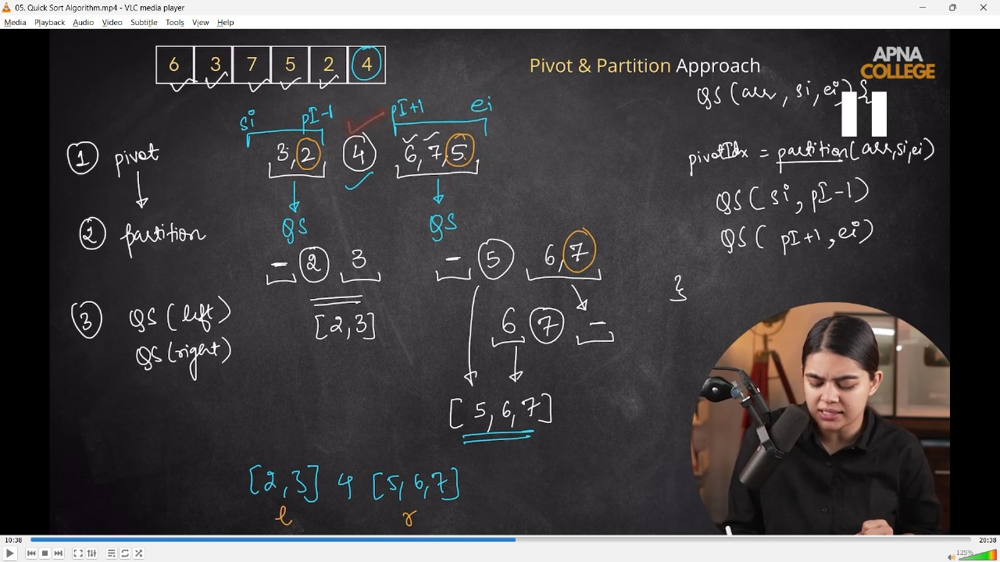 05. Quick Sort Algorithm.mp4 - VLC media player
Media Playback Audio Video Subtitle Tools View Help
6 3 7 5 2 4
Pivot & Partition Approach
APNA
COLLEGE
QS(arr, si, ei) {
si pI-1 pI+1 ei
1 pivot
3, 2 4 6, 7, 5
pivotIdx = partition(arr, si, ei)
QS(si, pI-1)
2 partition
QS QS
QS(pI+1, ei)
- 2 3 - 5 6, 7
}
3 QS(left)
[2, 3] 6 7 -
QS(right)
[5, 6, 7]
[2, 3] 4 [5, 6, 7]
l r
10:38 20:38
125%